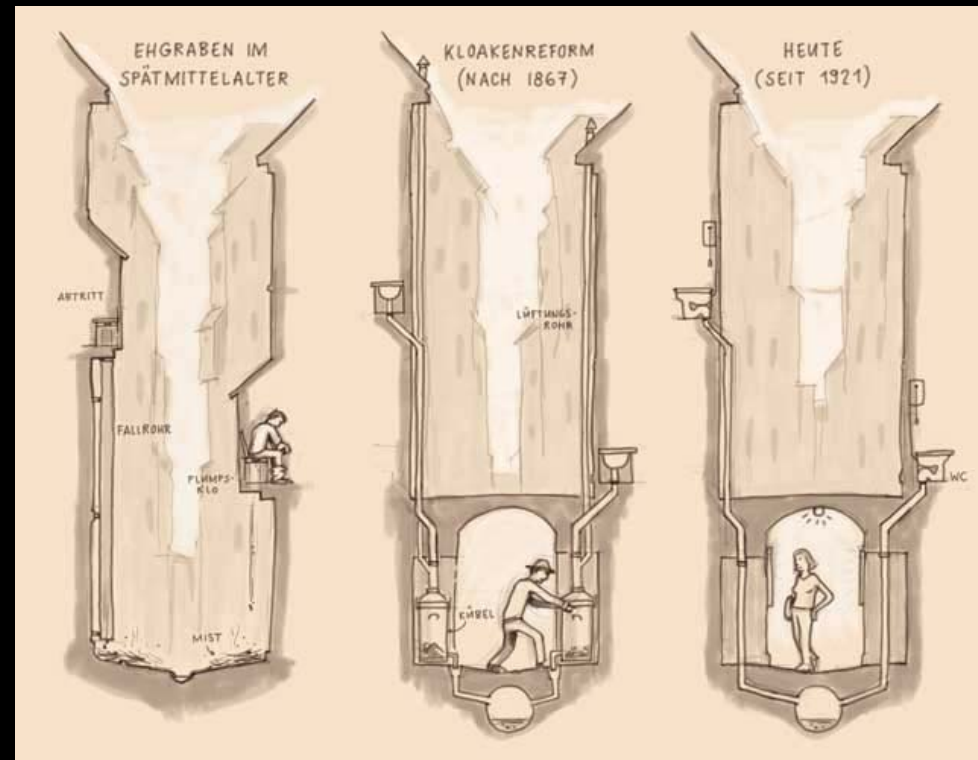 EHGRABEN IM
SPÄTMITTELALTER
ABTRITT
FALLROHR
PLUMPS-
KLO
MIST
KLOAKENREFORM
(NACH 1867)
LÜFTUNGS-
ROHR
KÜBEL
HEUTE
(SEIT 1921)
WC